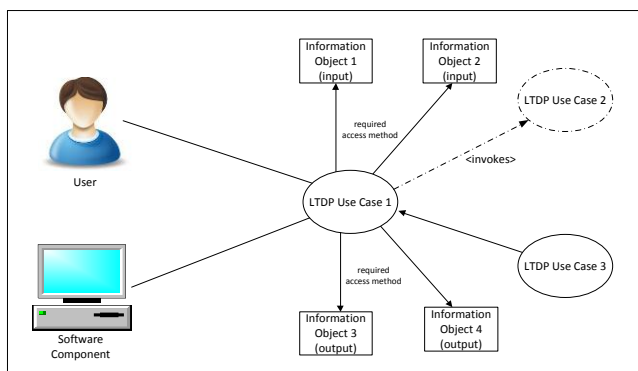 Information
Object 1
(input)
Information
Object 2
(input)
LTDP Use Case 2
required
access method
User
<invokes>
LTDP Use Case 1
LTDP Use Case 3
required
access method
Software
Component
Information
Object 3
(output)
Information
Object 4
(output)